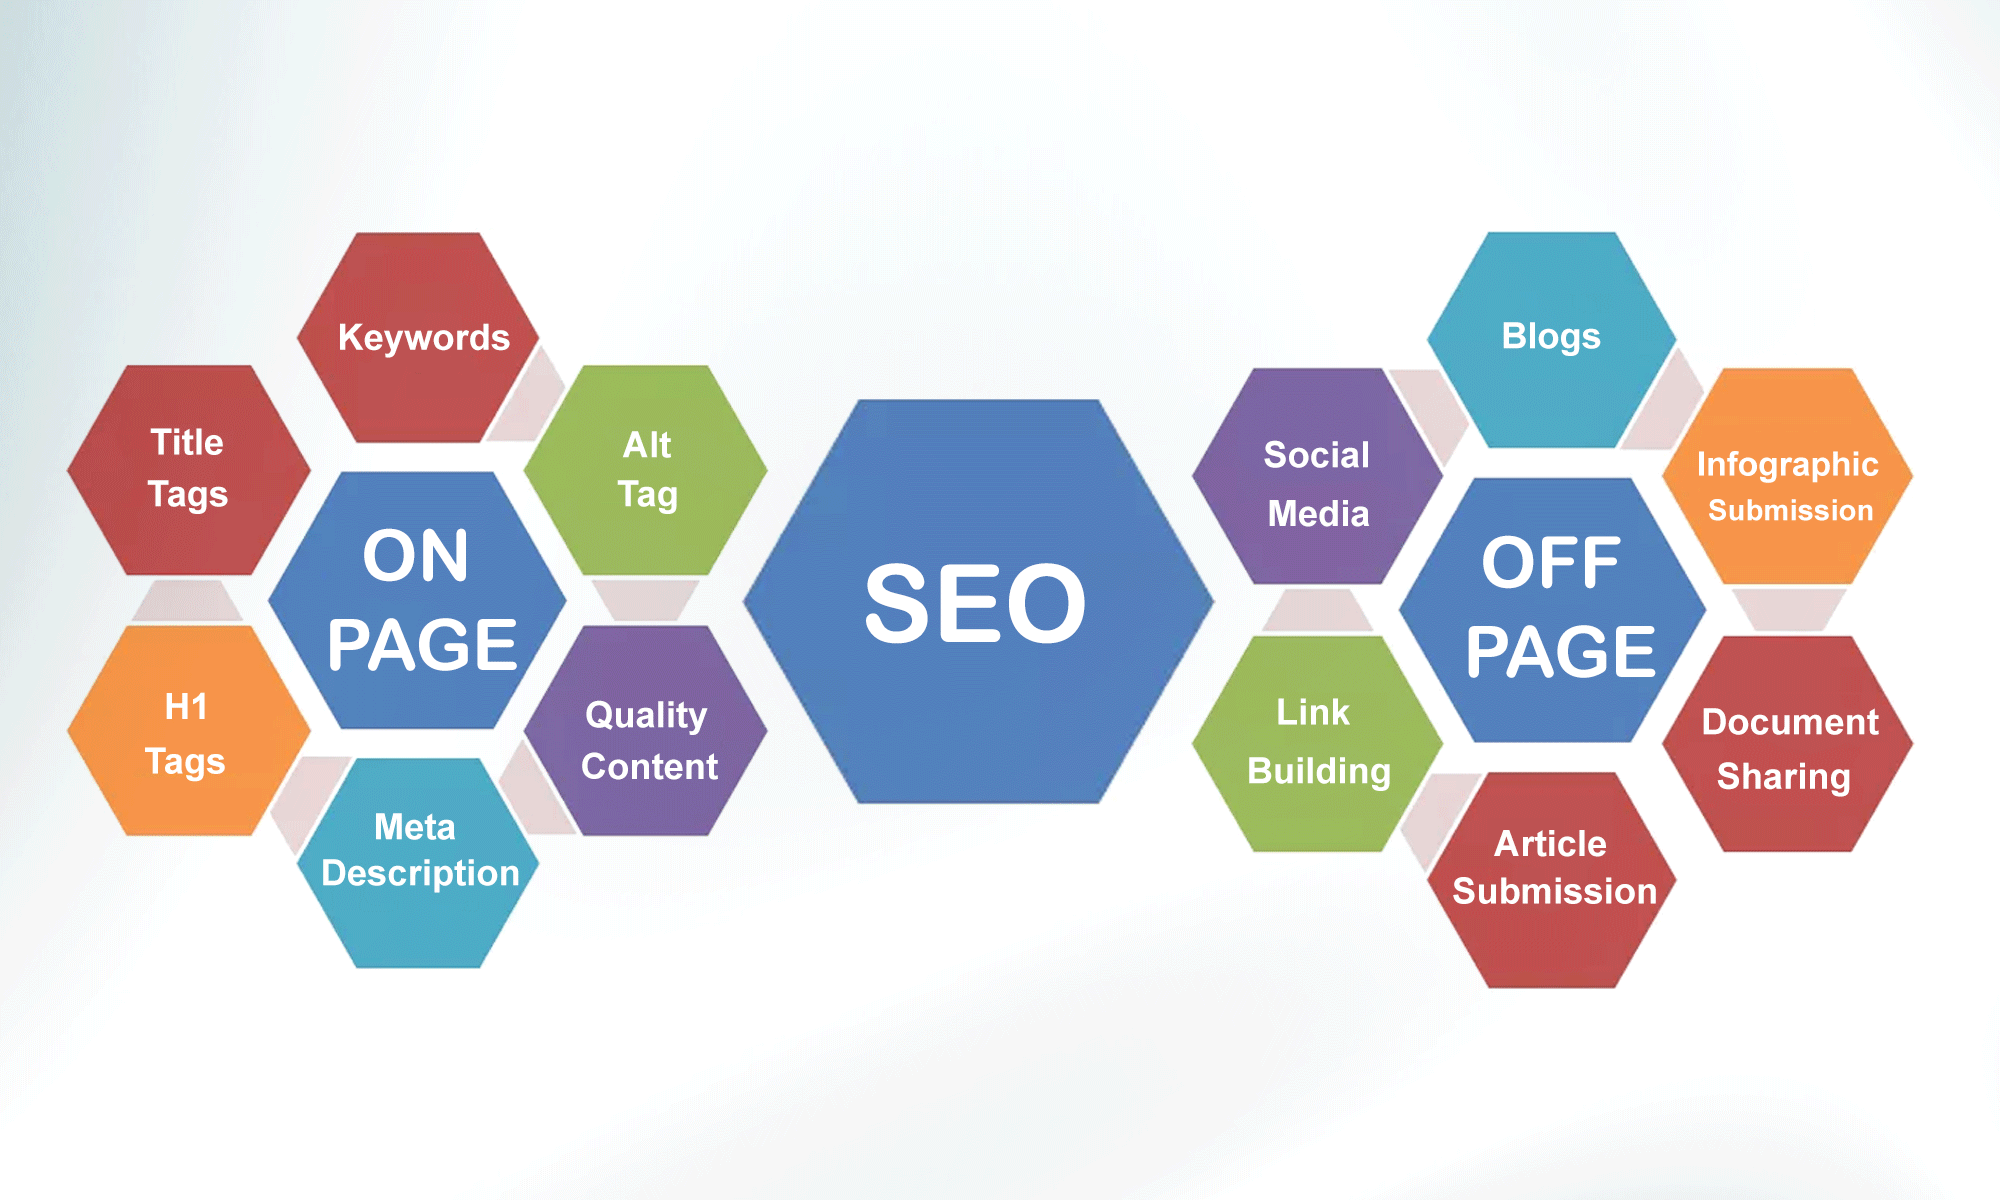 Keywords
Title
Tags
Alt
Tag
ON
PAGE
H1
Tags
Quality
Content
Meta
Description
SEO
Blogs
Social
Media
Infographic
Submission
OFF
PAGE
Link
Building
Document
Sharing
Article
Submission